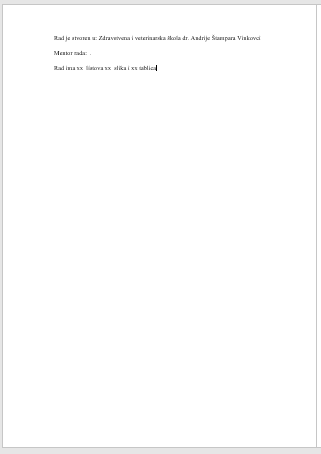 Rad je stvoren u: Zdravstvena i veterinarska škola dr. Andrije Štampara Vinkovci
Mentor rada: .
Rad ima xx listova xx slika i xx tablica